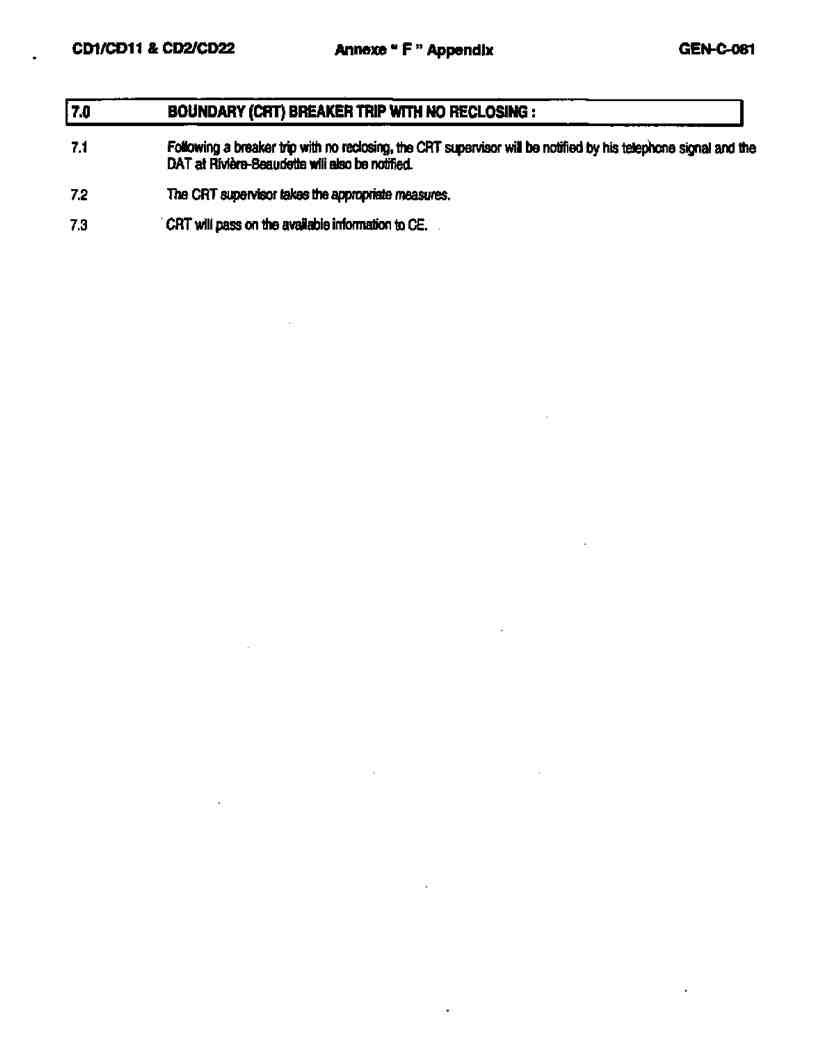 CD1/CD11 & CD2/CD22 Annexe " F " Appendix GEN-C-061
7.0 BOUNDARY (CRT) BREAKER TRIP WITH NO RECLOSING :
7.1 Following a breaker trip with no reclosing, the CRT supervisor will be notified by his telephone signal and the
DAT at Rivière-Beaudette will also be notified.
7.2 The CRT supervisor takes the appropriate measures.
7.3 CRT will pass on the available information to CE.